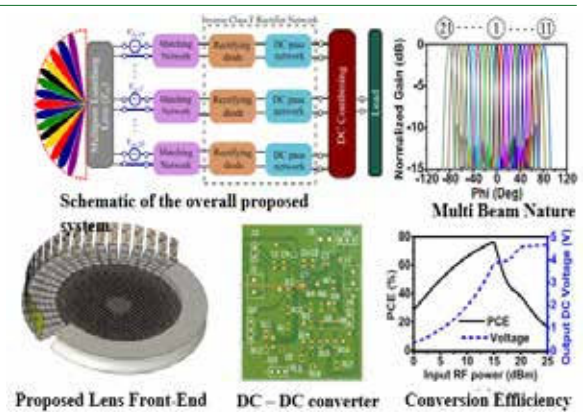 Inverse Class F Rectifier Network
Matching Network
Rectifying diode
DC pass network
Matching Network
Rectifying diode
DC pass network
Matching Network
Rectifying diode
DC pass network
DC Combining
Load
Schematic of the overall proposed
system
21 1 11
Normalized Gain (dB)
0
-5
-10
-15
-120 -80 -40 0 40 80 120
Phi (Deg)
Multi Beam Nature
Proposed Lens Front-End
DC – DC converter
PCE (%)
80
60
40
20
0
PCE
Voltage
Output DC Voltage (V)
5
4
3
2
1
0
0 5 10 15 20 25
Input RF power (dBm)
Conversion Effiiciency